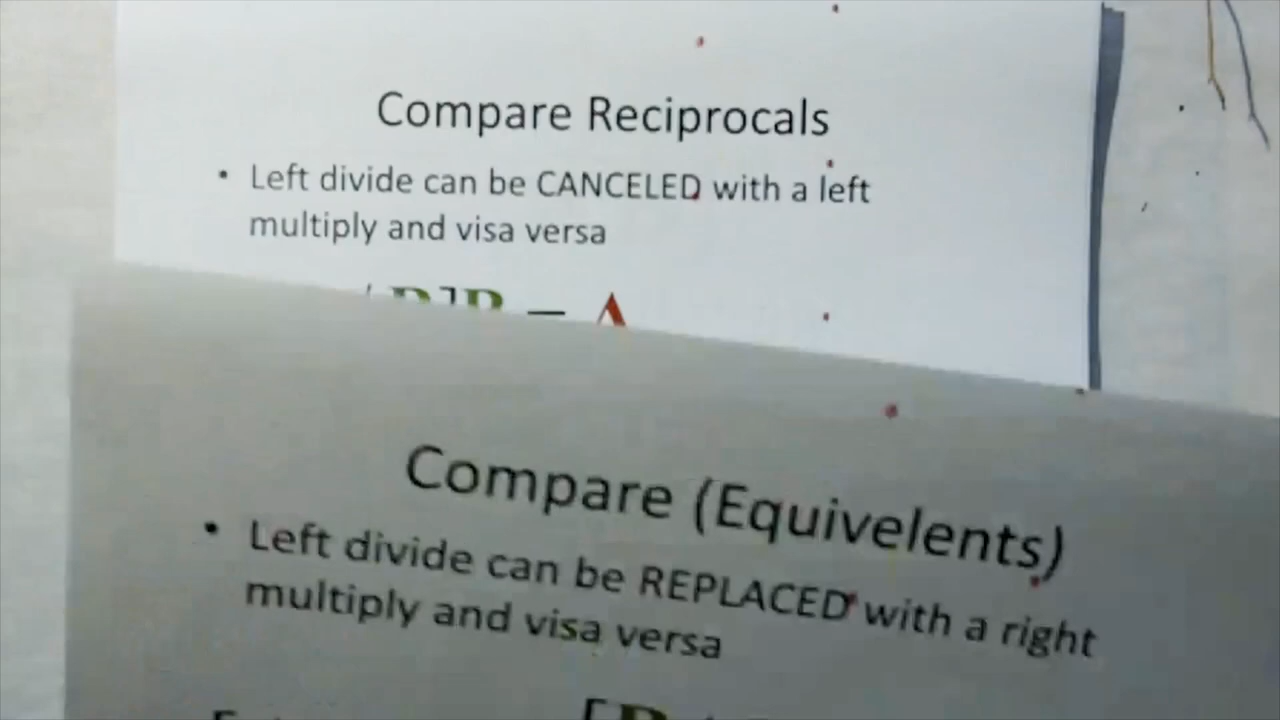 Compare Reciprocals
• Left divide can be CANCELED with a left
multiply and visa versa
Compare (Equivelents)
• Left divide can be REPLACED with a right
multiply and visa versa